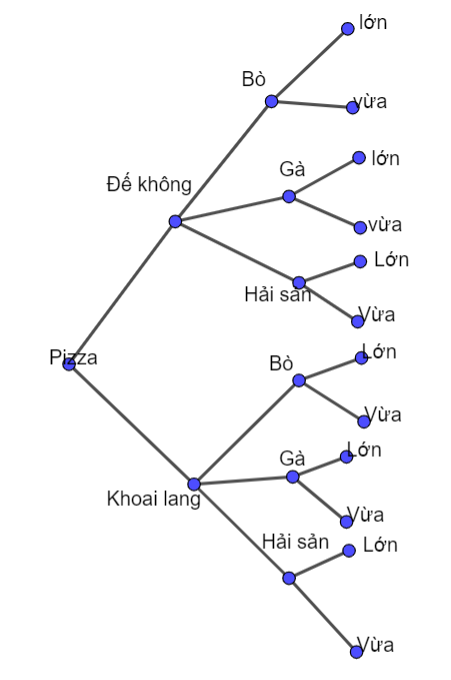 lớn
Bò
vừa
lớn
Gà
Đế không
vừa
Lớn
Hải sản
Vừa
Lớn
Pizza
Bò
Vừa
Lớn
Gà
Khoai lang
Vừa
Hải sản
Lớn
Vừa